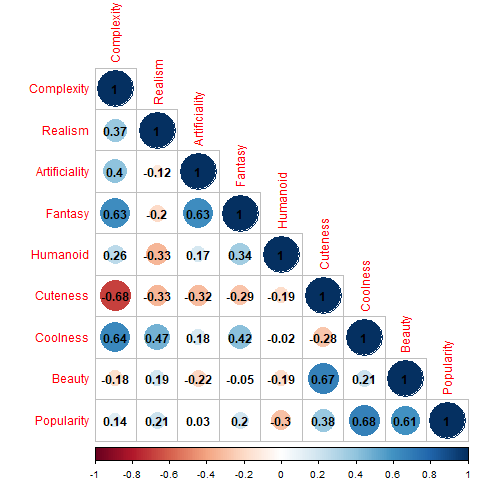 Complexity
Realism
Artificiality
Fantasy
Humanoid
Cuteness
Coolness
Beauty
Popularity
Complexity 1
Realism 0.37 1
Artificiality 0.4 -0.12 1
Fantasy 0.63 -0.2 0.63 1
Humanoid 0.26 -0.33 0.17 0.34 1
Cuteness -0.68 -0.33 -0.32 -0.29 -0.19 1
Coolness 0.64 0.47 0.18 0.42 -0.02 -0.28 1
Beauty -0.18 0.19 -0.22 -0.05 -0.19 0.67 0.21 1
Popularity 0.14 0.21 0.03 0.2 -0.3 0.38 0.68 0.61 1
-1 -0.8 -0.6 -0.4 -0.2 0 0.2 0.4 0.6 0.8 1